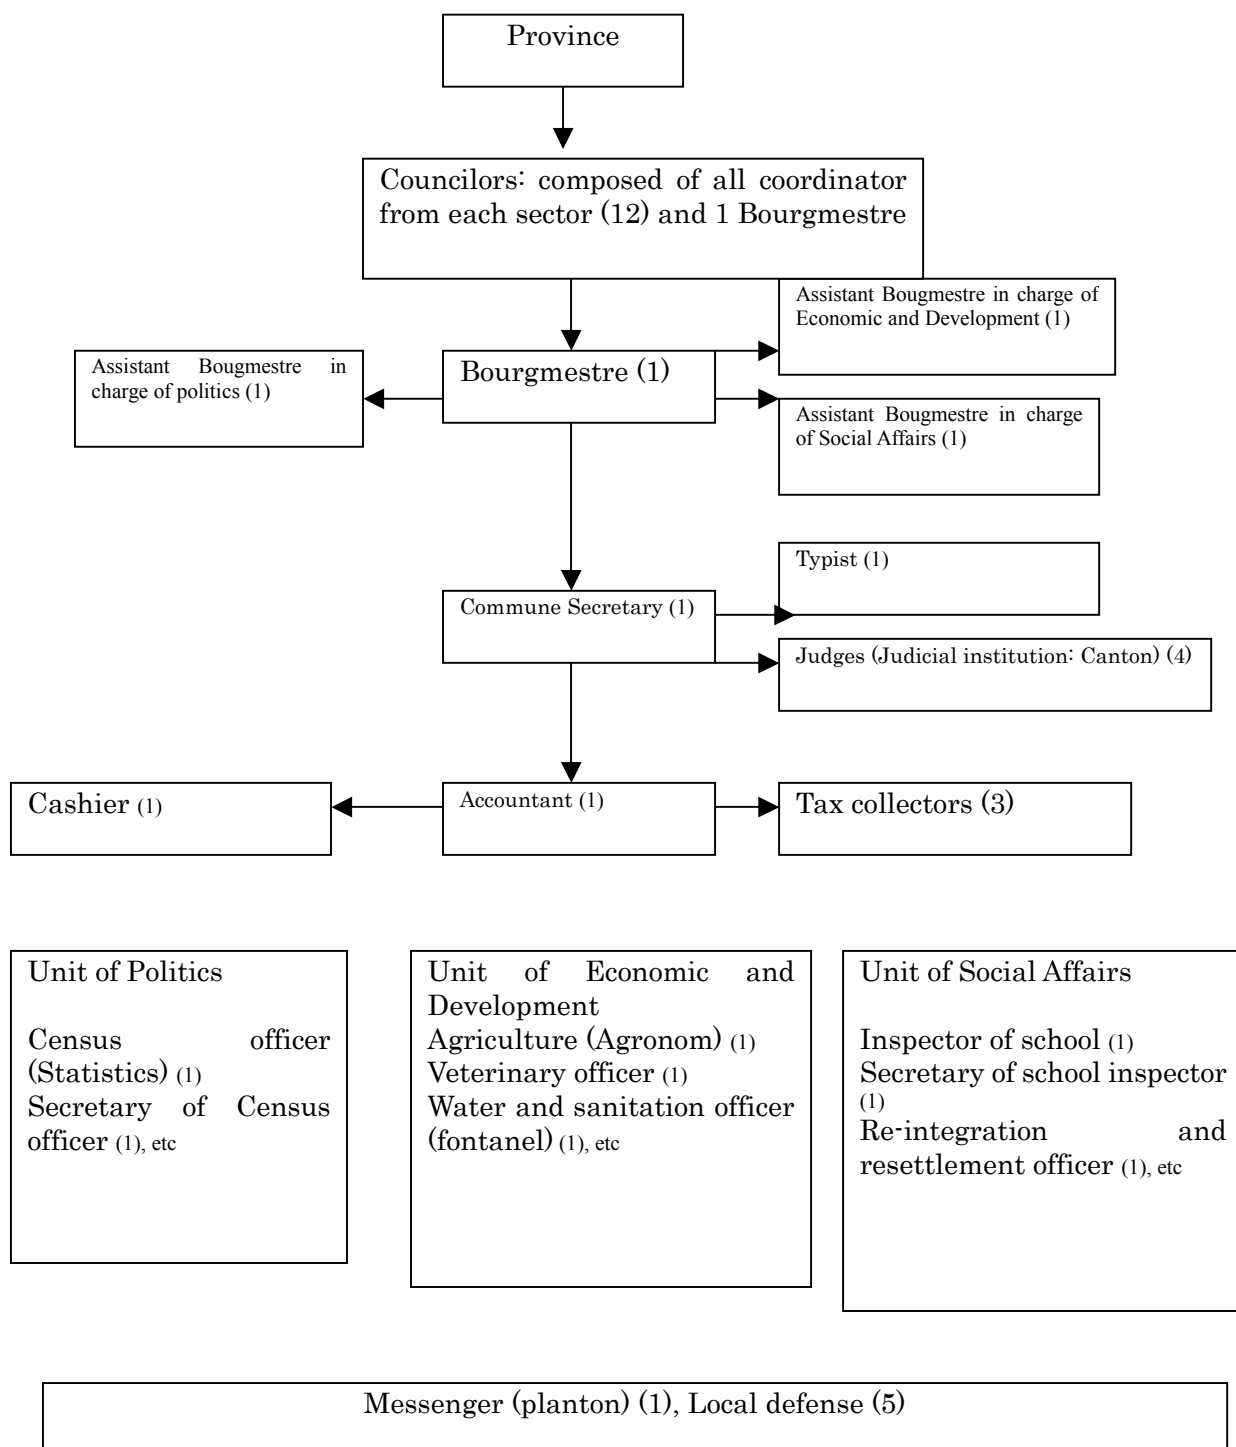 Province
Councilors: composed of all coordinator
from each sector (12) and 1 Bourgmestre
Assistant Bougmestre in charge of
Economic and Development (1)
Assistant Bougmestre in
charge of politics (1)
Bourgmestre (1)
Assistant Bougmestre in charge
of Social Affairs (1)
Typist (1)
Commune Secretary (1)
Judges (Judicial institution: Canton) (4)
Cashier (1)
Accountant (1)
Tax collectors (3)
Unit of Politics
Census officer
(Statistics) (1)
Secretary of Census
officer (1), etc
Unit of Economic and
Development
Agriculture (Agronom) (1)
Veterinary officer (1)
Water and sanitation officer
(fontanel) (1), etc
Unit of Social Affairs
Inspector of school (1)
Secretary of school inspector
(1)
Re-integration and
resettlement officer (1), etc
Messenger (planton) (1), Local defense (5)